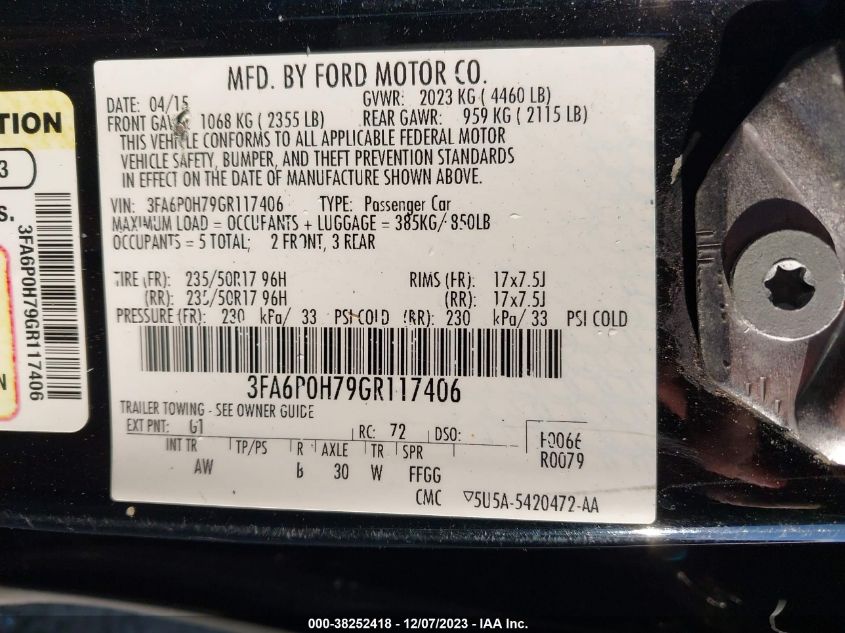 TION
3
S.
3FA6P0H79GR117406
N
MFD. BY FORD MOTOR CO.
DATE: 04/15 GVWR: 2023 KG ( 4460 LB)
FRONT GAWR: 1068 KG ( 2355 LB) REAR GAWR: 959 KG ( 2115 LB)
THIS VEHICLE CONFORMS TO ALL APPLICABLE FEDERAL MOTOR
VEHICLE SAFETY, BUMPER, AND THEFT PREVENTION STANDARDS
IN EFFECT ON THE DATE OF MANUFACTURE SHOWN ABOVE.
VIN: 3FA6P0H79GR117406 TYPE: Passenger Car
MAXIMUM LOAD = OCCUPANTS + LUGGAGE = 385KG/ 850LB
OCCUPANTS = 5 TOTAL; 2 FRONT, 3 REAR
TIRE (FR): 235/50R17 96H RIMS (FR): 17x7.5J
(RR): 235/50R17 96H (RR): 17x7.5J
PRESSURE (FR): 230 kPa/ 33 PSI COLD (RR): 230 kPa/ 33 PSI COLD
3FA6P0H79GR117406
TRAILER TOWING - SEE OWNER GUIDE
EXT PNT: G1 RC: 72 DSO: F0066
INT TR TP/PS R AXLE TR SPR R0079
AW 30 W FFGG
CMC ▽5U5A-5420472-AA
000-38252418 - 12/07/2023 - IAA Inc.